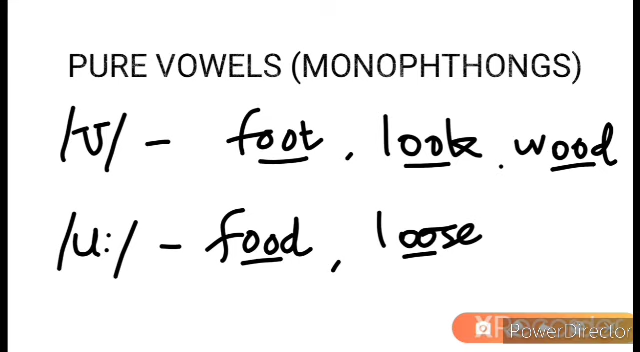 PURE VOWELS (MONOPHTHONGS)
/ʊ/ - foot, look. wood
/u:/ - food, loose
PowerDirector